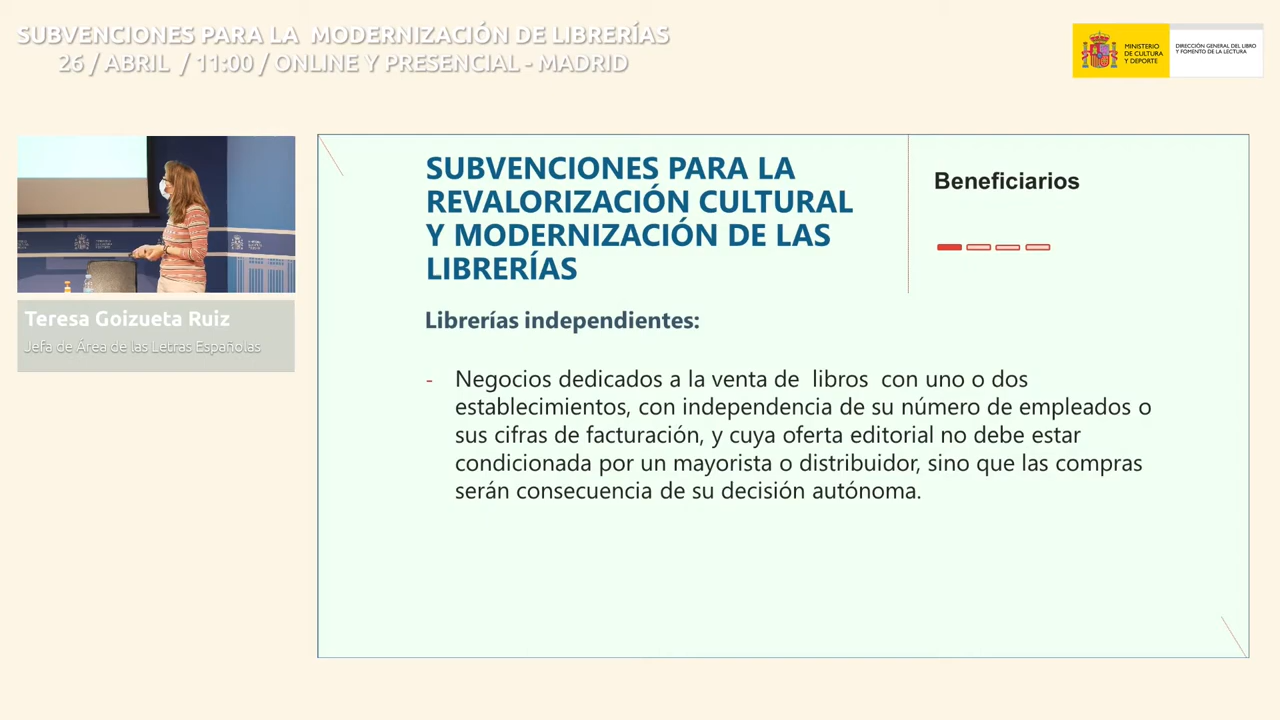 SUBVENCIONES PARA LA  MODERNIZACIÓN DE LIBRERÍAS
26 / ABRIL  / 11:00 / ONLINE Y PRESENCIAL - MADRID
MINISTERIO
DE CULTURA
Y DEPORTE
DIRECCIÓN GENERAL DEL LIBRO
Y FOMENTO DE LA LECTURA
Teresa Goizueta Ruiz
Jefa de Área de las Letras Españolas
SUBVENCIONES PARA LA
REVALORIZACIÓN CULTURAL
Y MODERNIZACIÓN DE LAS
LIBRERÍAS
Beneficiarios
Librerías independientes:
- Negocios dedicados a la venta de  libros  con uno o dos
establecimientos, con independencia de su número de empleados o
sus cifras de facturación, y cuya oferta editorial no debe estar
condicionada por un mayorista o distribuidor, sino que las compras
serán consecuencia de su decisión autónoma.